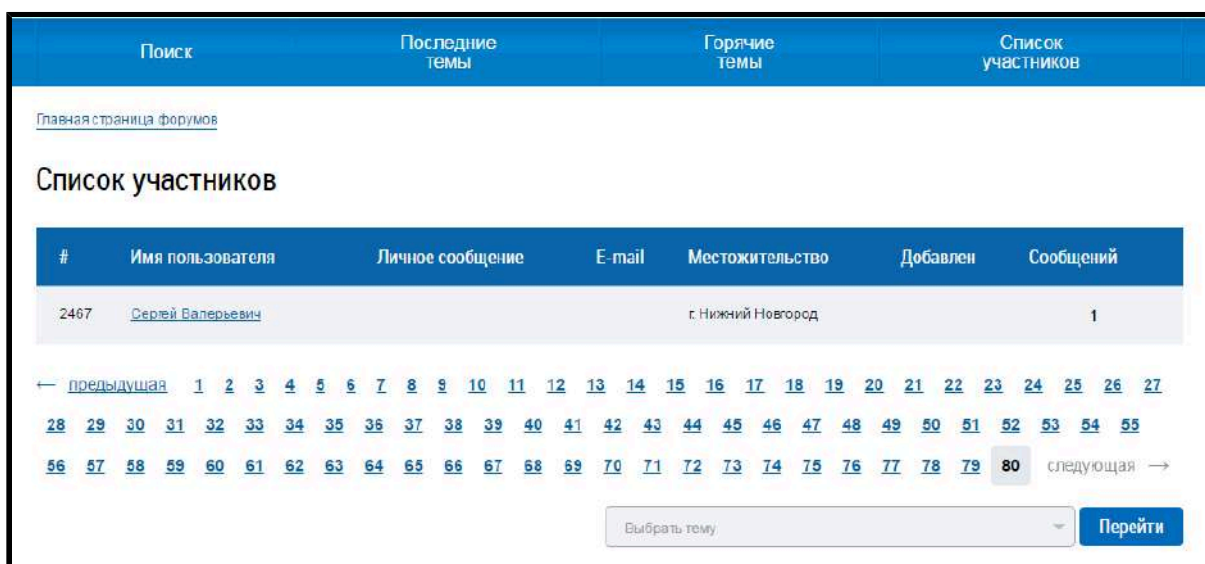 Поиск
Последние
темы
Горячие
темы
Список
участников
Главная страница форумов
Список участников
# Имя пользователя Личное сообщение E-mail Местожительство Добавлен Сообщений
2467 Сергей Валерьевич г. Нижний Новгород 1
← предыдущая 1 2 3 4 5 6 7 8 9 10 11 12 13 14 15 16 17 18 19 20 21 22 23 24 25 26 27
28 29 30 31 32 33 34 35 36 37 38 39 40 41 42 43 44 45 46 47 48 49 50 51 52 53 54 55
56 57 58 59 60 61 62 63 64 65 66 67 68 69 70 71 72 73 74 75 76 77 78 79 80 следующая →
Выбрать тему Перейти